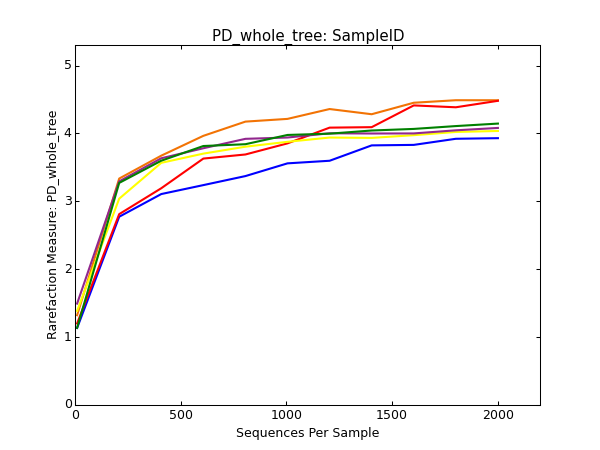 PD_whole_tree: SampleID
Rarefaction Measure: PD_whole_tree
5
4
3
2
1
0
0 500 1000 1500 2000
Sequences Per Sample